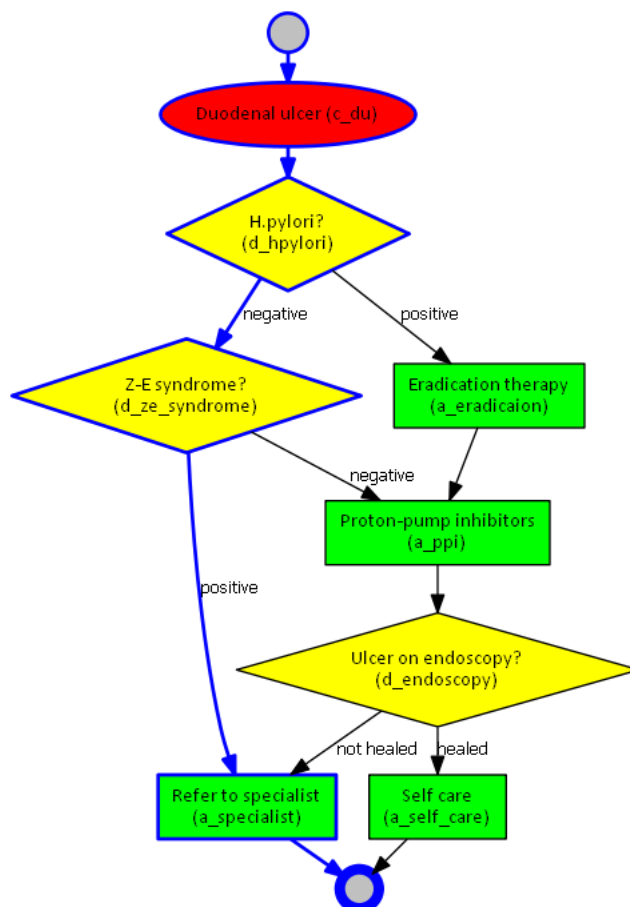 Duodenal ulcer (c_du)
H.pylori?
(d_hpylori)
negative
positive
Z-E syndrome?
(d_ze_syndrome)
Eradication therapy
(a_eradicaion)
negative
Proton-pump inhibitors
(a_ppi)
positive
Ulcer on endoscopy?
(d_endoscopy)
not healed
healed
Refer to specialist
(a_specialist)
Self care
(a_self_care)